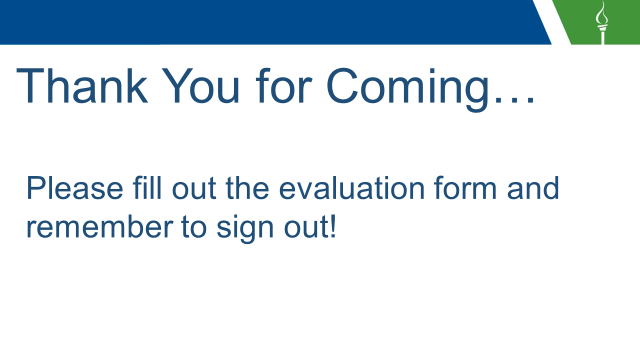 Thank You for Coming…
Please fill out the evaluation form and
remember to sign out!